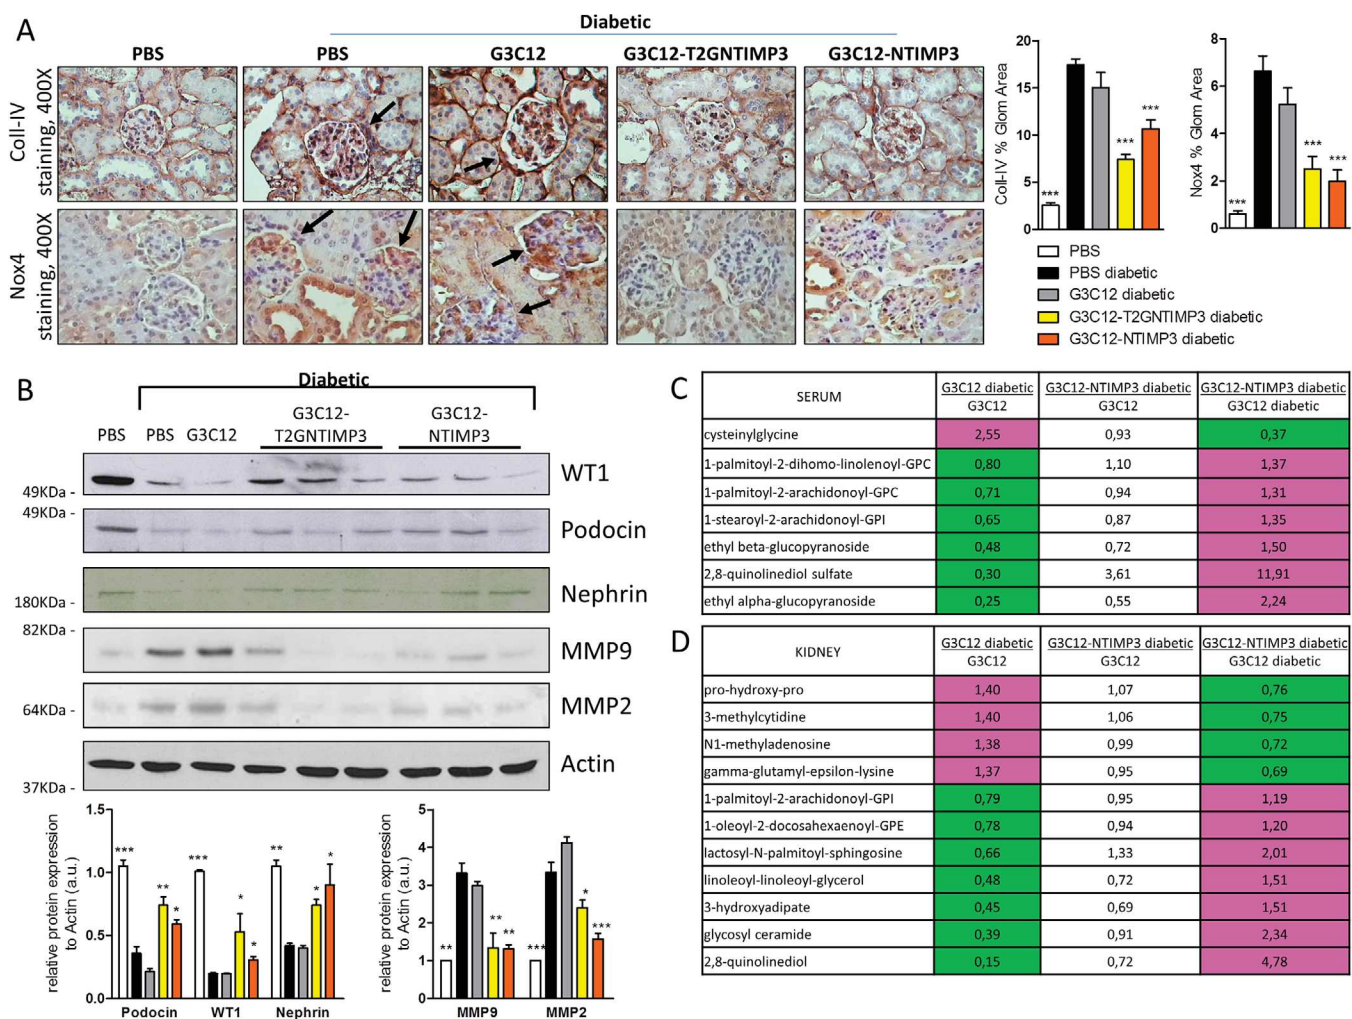 A
Diabetic
PBS
PBS
G3C12
G3C12-T2GNTIMP3
G3C12-NTIMP3
Coll-IV
staining, 400X
Nox4
staining, 400X
Coll-IV % Glom Area
20
15
10
5
0
***
***
***
Nox4 % Glom Area
8
6
4
2
0
***
***
***
PBS
PBS diabetic
G3C12 diabetic
G3C12-T2GNTIMP3 diabetic
G3C12-NTIMP3 diabetic
B
Diabetic
PBS
PBS
G3C12
G3C12-
T2GNTIMP3
G3C12-
NTIMP3
WT1
49KDa -
49KDa -
Podocin
Nephrin
180KDa -
82KDa -
MMP9
64KDa -
MMP2
Actin
37KDa -
relative protein expression
to Actin (a.u.)
1.5
1.0
0.5
0.0
***
**
*
***
*
*
**
*
*
Podocin
WT1
Nephrin
relative protein expression
to Actin (a.u.)
5
4
3
2
1
0
**
**
**
***
*
***
MMP9
MMP2
C
SERUM
G3C12 diabetic
G3C12
G3C12-NTIMP3 diabetic
G3C12
G3C12-NTIMP3 diabetic
G3C12 diabetic
cysteinylglycine 2,55 0,93 0,37
1-palmitoyl-2-dihomo-linolenoyl-GPC 0,80 1,10 1,37
1-palmitoyl-2-arachidonoyl-GPC 0,71 0,94 1,31
1-stearoyl-2-arachidonoyl-GPI 0,65 0,87 1,35
ethyl beta-glucopyranoside 0,48 0,72 1,50
2,8-quinolinediol sulfate 0,30 3,61 11,91
ethyl alpha-glucopyranoside 0,25 0,55 2,24
D
KIDNEY
G3C12 diabetic
G3C12
G3C12-NTIMP3 diabetic
G3C12
G3C12-NTIMP3 diabetic
G3C12 diabetic
pro-hydroxy-pro 1,40 1,07 0,76
3-methylcytidine 1,40 1,06 0,75
N1-methyladenosine 1,38 0,99 0,72
gamma-glutamyl-epsilon-lysine 1,37 0,95 0,69
1-palmitoyl-2-arachidonoyl-GPI 0,79 0,95 1,19
1-oleoyl-2-docosahexaenoyl-GPE 0,78 0,94 1,20
lactosyl-N-palmitoyl-sphingosine 0,66 1,33 2,01
linoleoyl-linoleoyl-glycerol 0,48 0,72 1,51
3-hydroxyadipate 0,45 0,69 1,51
glycosyl ceramide 0,39 0,91 2,34
2,8-quinolinediol 0,15 0,72 4,78